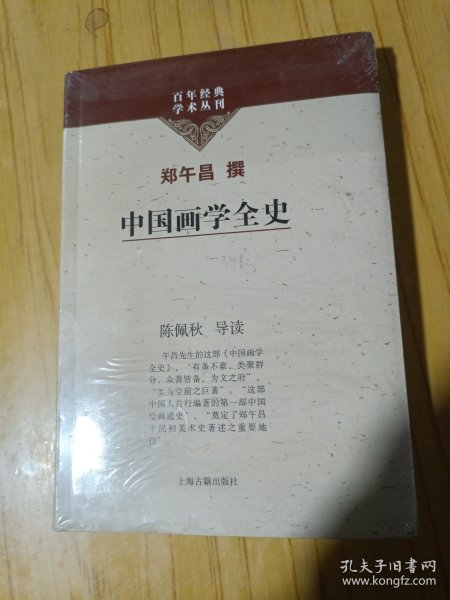 百年经典
学术丛刊
郑午昌 撰
中国画学全史
陈佩秋 导读
午昌先生的这部《中国画学
全史》，“有条不紊，类聚群
分，众善皆备，为文之府”，
“实为空前之巨著”。“这部
中国人自行编著的第一部中国
绘画通史”，“奠定了郑午昌
于民初美术史著述之重要地
位”
上海古籍出版社
孔夫子旧书网
www.kongfz.com